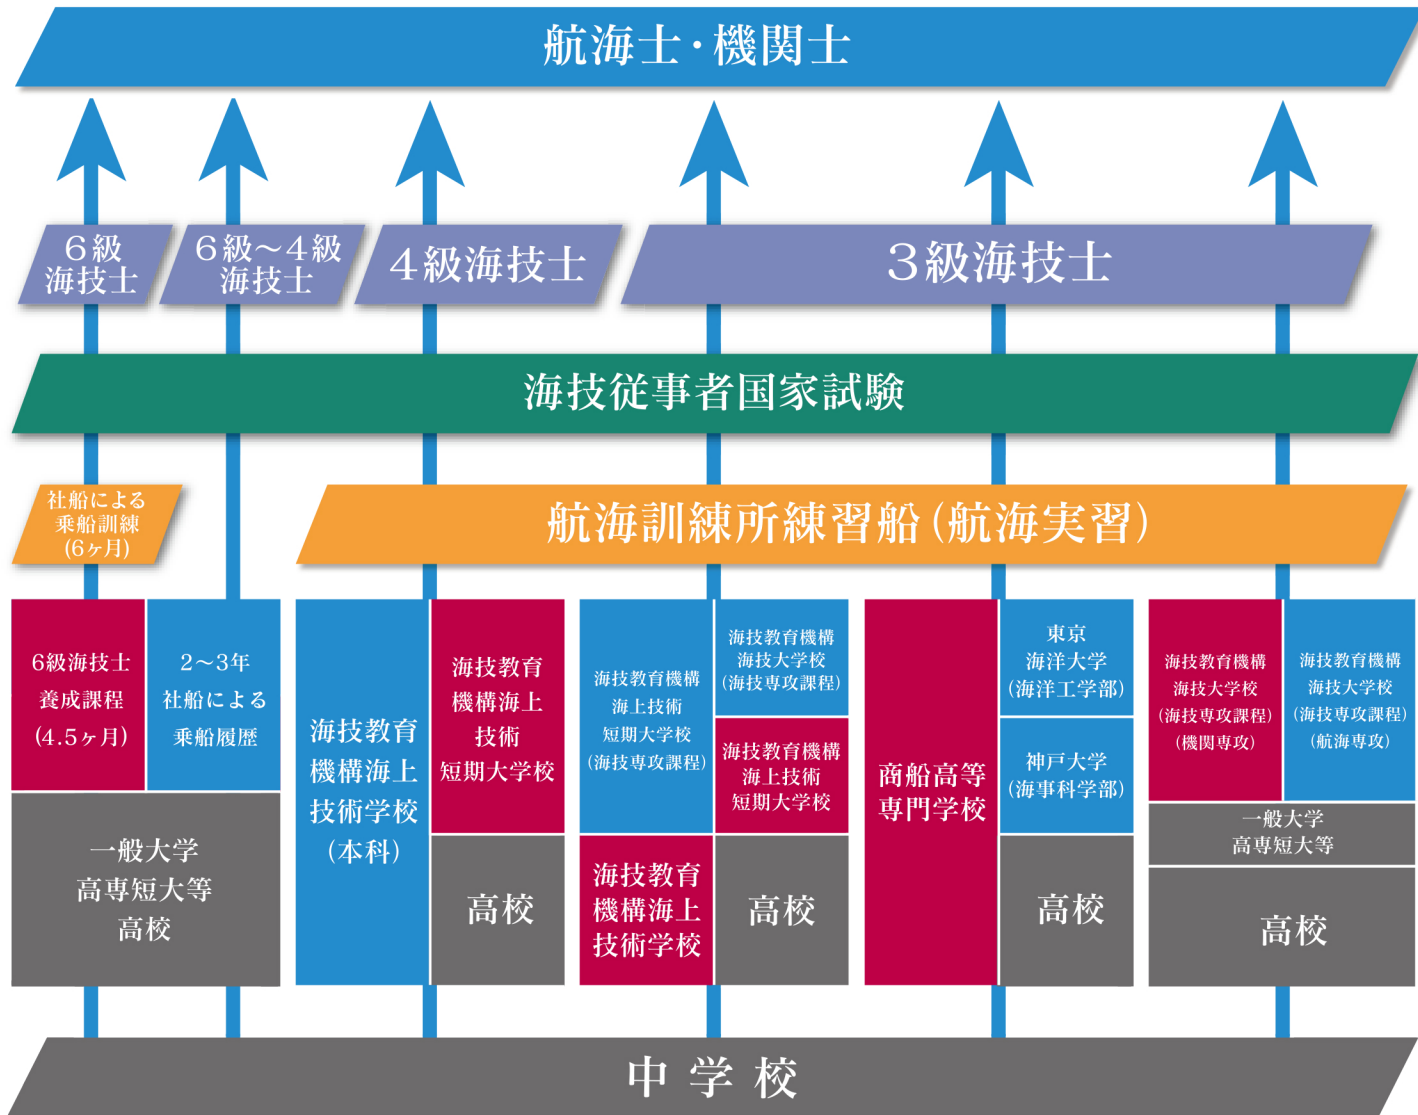 航海士・機関士
6級
海技士
6級～4級
海技士
4級海技士
3級海技士
海技従事者国家試験
社船による
乗船訓練
(6ヶ月)
航海訓練所練習船(航海実習)
6級海技士
養成課程
(4.5ヶ月)
2～3年
社船による
乗船履歴
一般大学
高専短大等
高校
海技教育
機構海上
技術学校
(本科)
海技教育
機構海上
技術
短期大学校
高校
海技教育機構
海上技術
短期大学校
(海技専攻課程)
海技教育
機構海上
技術学校
海技教育機構
海技大学校
(海技専攻課程)
海技教育機構
海上技術
短期大学校
高校
商船高等
専門学校
東京
海洋大学
(海洋工学部)
神戸大学
(海事科学部)
高校
海技教育機構
海技大学校
(海技専攻課程)
(機関専攻)
海技教育機構
海技大学校
(海技専攻課程)
(航海専攻)
一般大学
高専短大等
高校
中学校